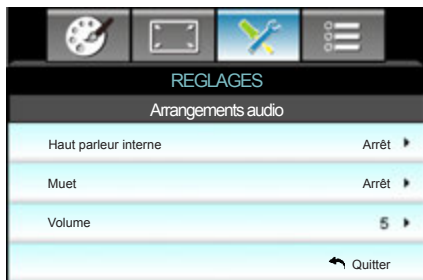 REGLAGES
Arrangements audio
Haut parleur interne Arrêt
Muet Arrêt
Volume 5
Quitter